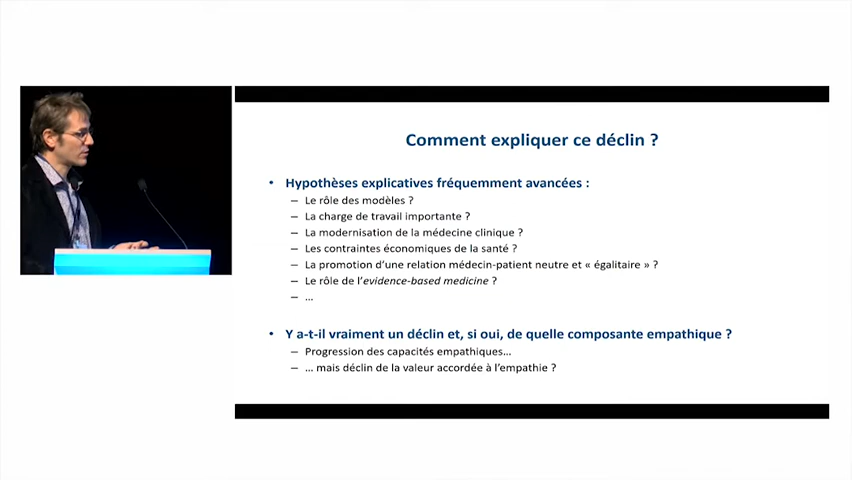 Comment expliquer ce déclin ?
• Hypothèses explicatives fréquemment avancées :
– Le rôle des modèles ?
– La charge de travail importante ?
– La modernisation de la médecine clinique ?
– Les contraintes économiques de la santé ?
– La promotion d'une relation médecin-patient neutre et « égalitaire » ?
– Le rôle de l'evidence-based medicine ?
– ...
• Y a-t-il vraiment un déclin et, si oui, de quelle composante empathique ?
– Progression des capacités empathiques...
– ... mais déclin de la valeur accordée à l'empathie ?